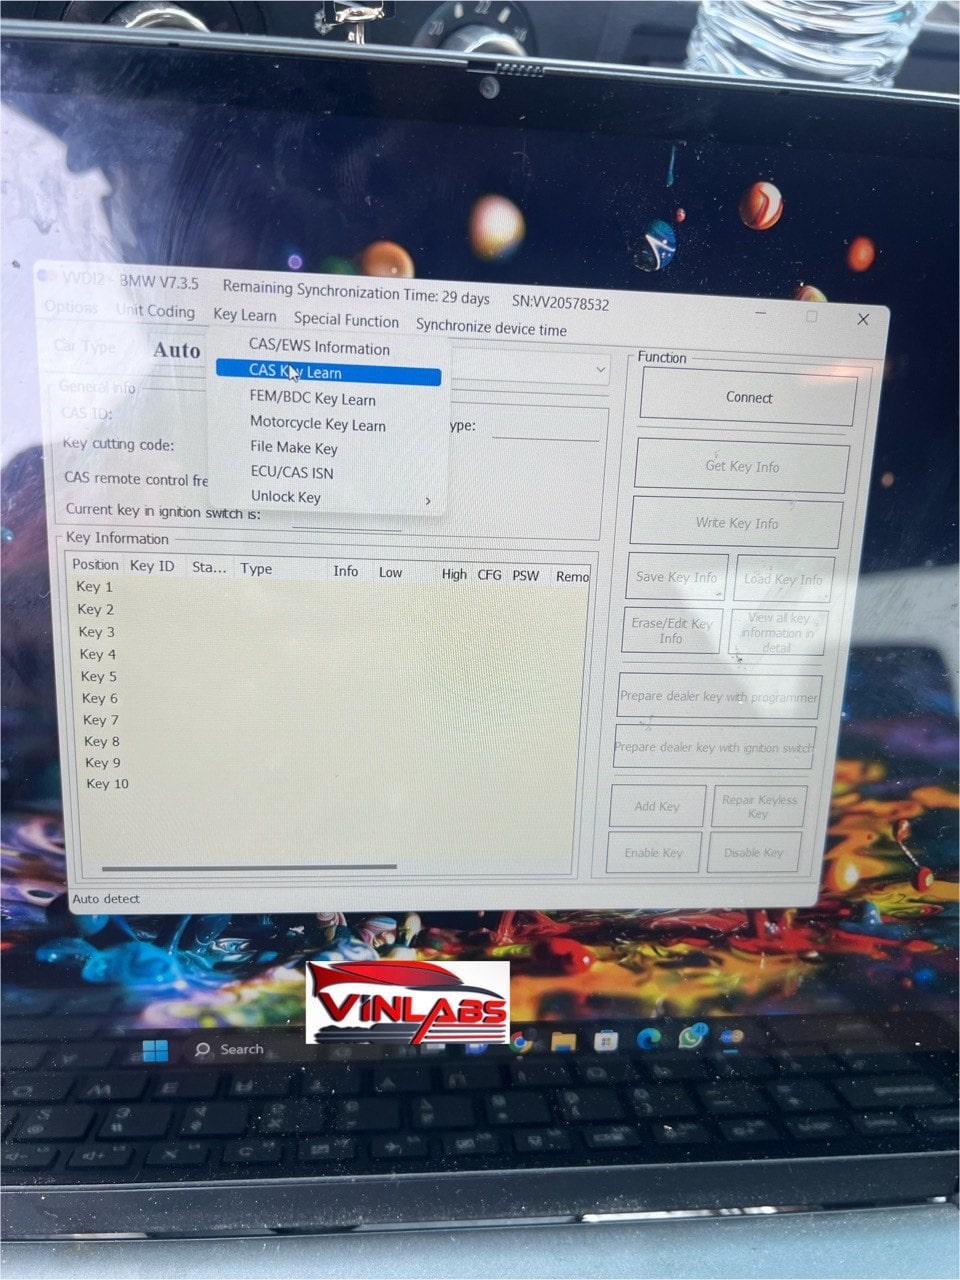 VVDI2 - BMW V7.3.5 Remaining Synchronization Time: 29 days SN:VV20578532
Options Unit Coding Key Learn Special Function Synchronize device time
Car Type Auto
CAS/EWS Information
CAS Key Learn
FEM/BDC Key Learn
Motorcycle Key Learn
File Make Key
ECU/CAS ISN
Unlock Key
General info
CAS ID:
ype:
Key cutting code:
CAS remote control fre
Current key in ignition switch is:
Key Information
Position Key ID Sta... Type Info Low High CFG PSW Remo
Key 1
Key 2
Key 3
Key 4
Key 5
Key 6
Key 7
Key 8
Key 9
Key 10
Auto detect
Function
Connect
Get Key Info
Write Key Info
Save Key Info Load Key Info
Erase/Edit Key
Info
View all key
information in
detail
Prepare dealer key with programmer
Prepare dealer key with ignition switch
Add Key
Repair Keyless
Key
Enable Key Disable Key
VINLABS
Search